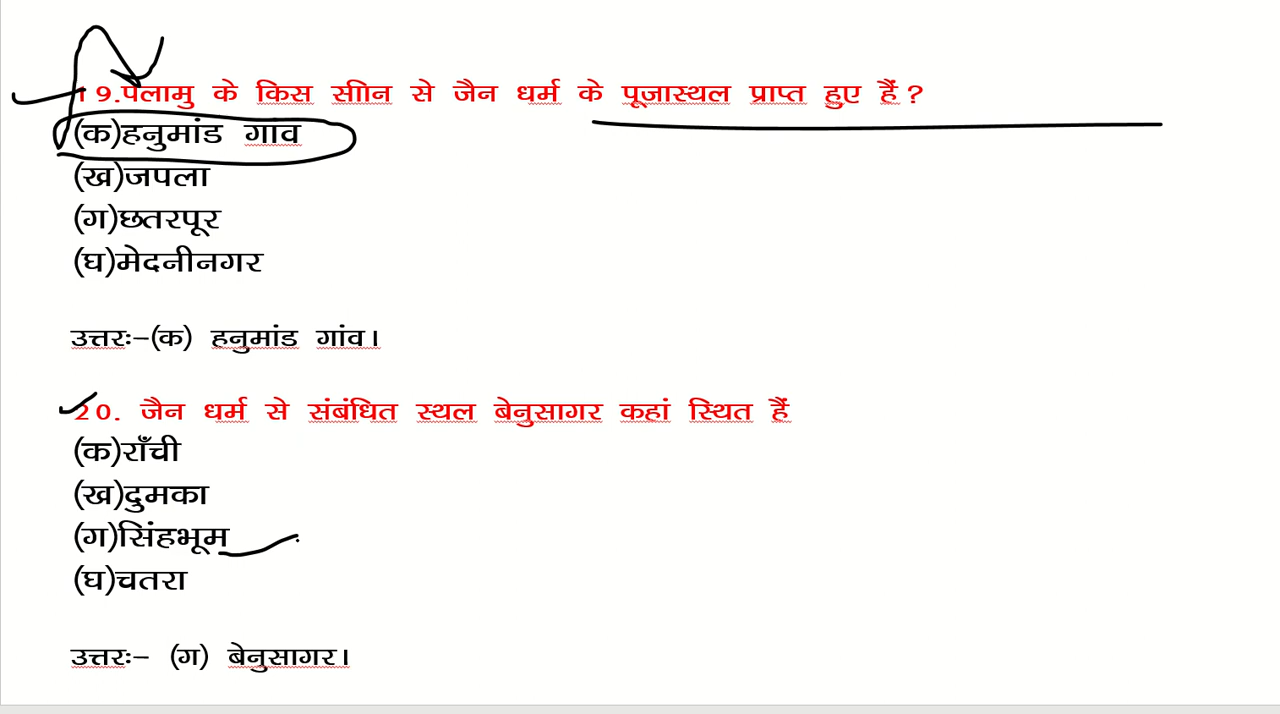 19.पलामु के किस सीान से जैन धर्म के पूजास्थल प्राप्त हुए हैं?
(क)हनुमांड गांव
(ख)जपला
(ग)छतरपूर
(घ)मेदनीनगर
उत्तरः-(क) हनुमांड गांव।
20. जैन धर्म से संबंधित स्थल बेनुसागर कहां स्थित हैं
(क)राँची
(ख)दुमका
(ग)सिंहभूम
(घ)चतरा
उत्तरः- (ग) बेनुसागर।